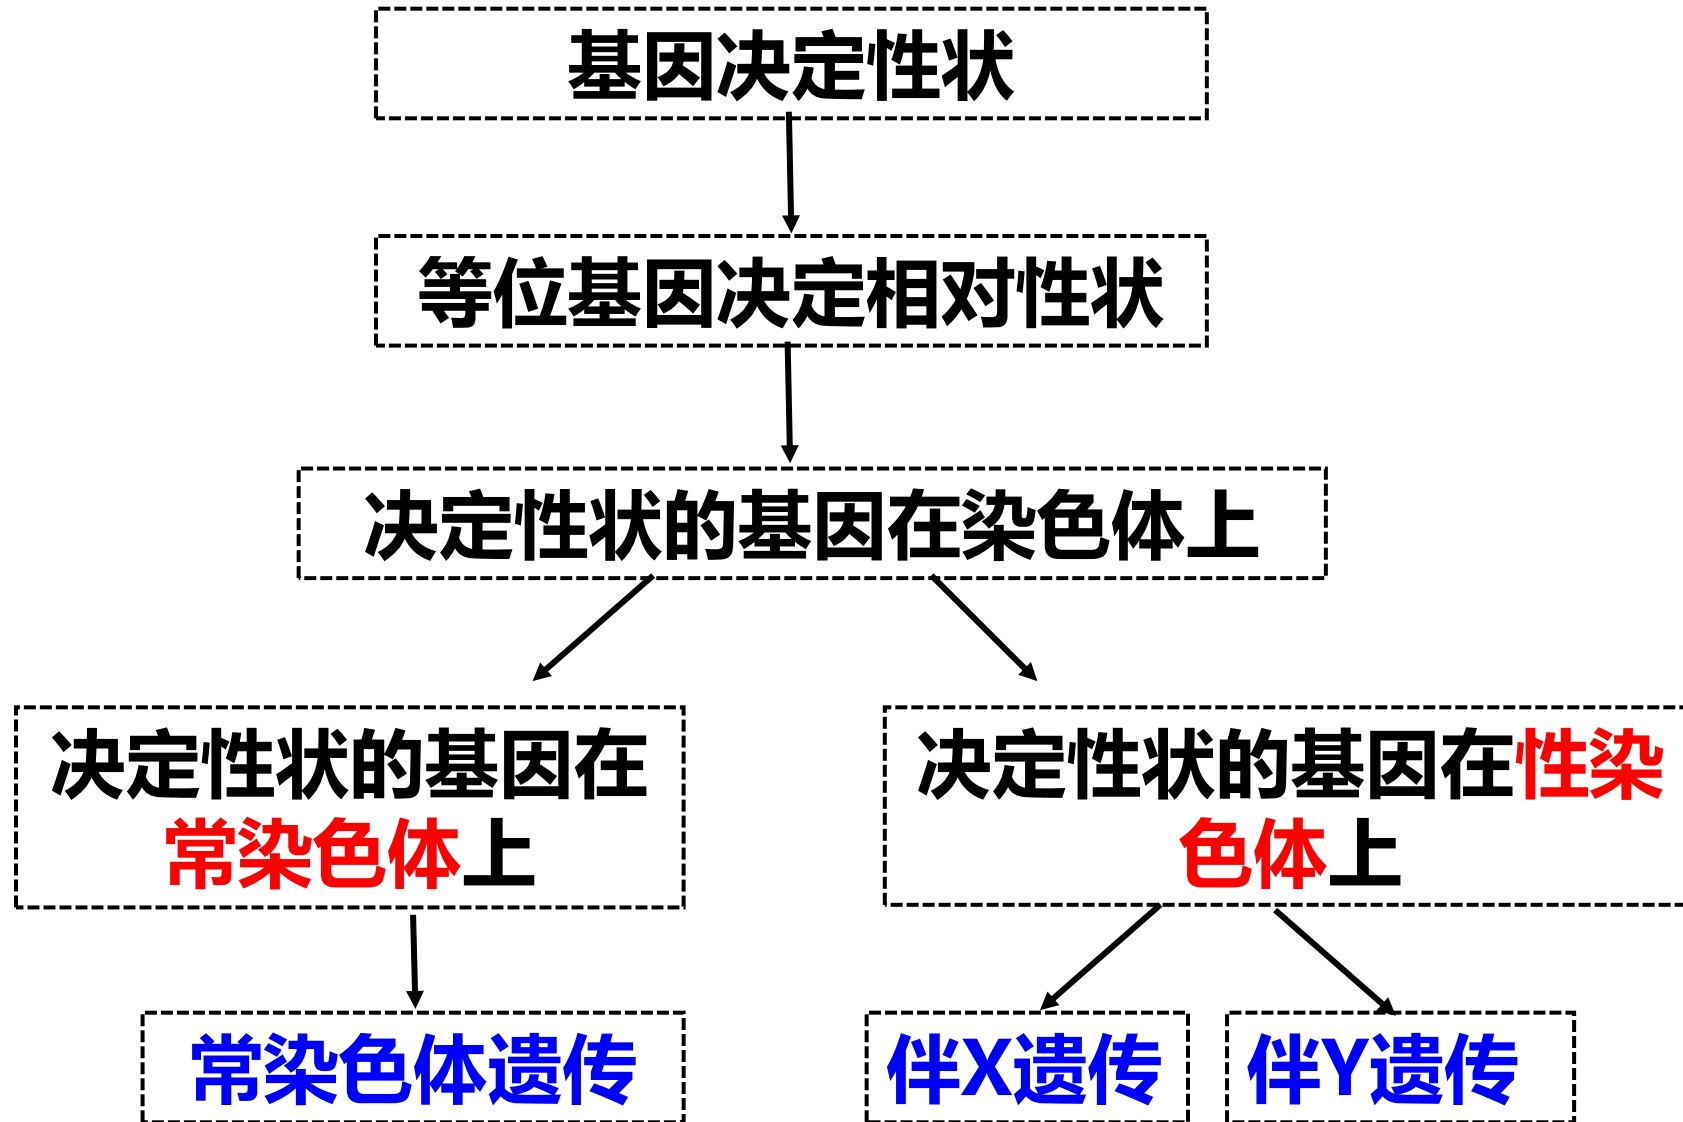 基因决定性状
等位基因决定相对性状
决定性状的基因在染色体上
决定性状的基因在
常染色体上
决定性状的基因在性染
色体上
常染色体遗传
伴X遗传
伴Y遗传